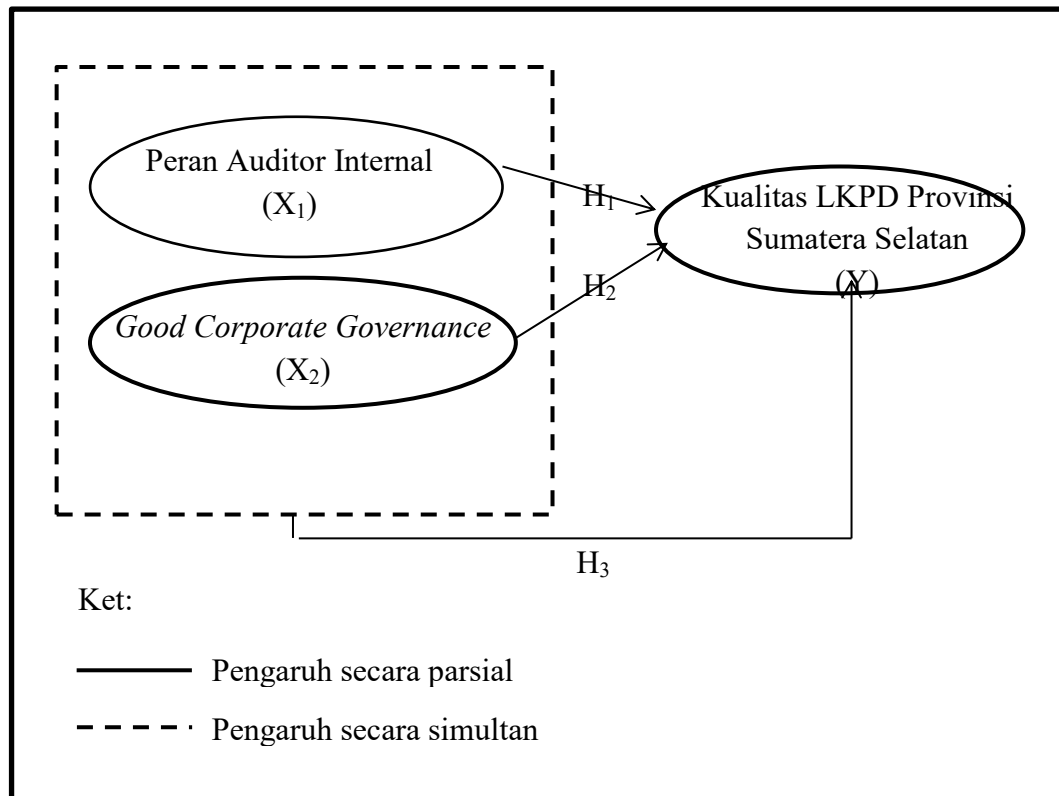 Peran Auditor Internal
(X₁)
H₁
Kualitas LKPD Provinsi
Sumatera Selatan
(Y)
H₂
Good Corporate Governance
(X₂)
H₃
Ket:
Pengaruh secara parsial
Pengaruh secara simultan